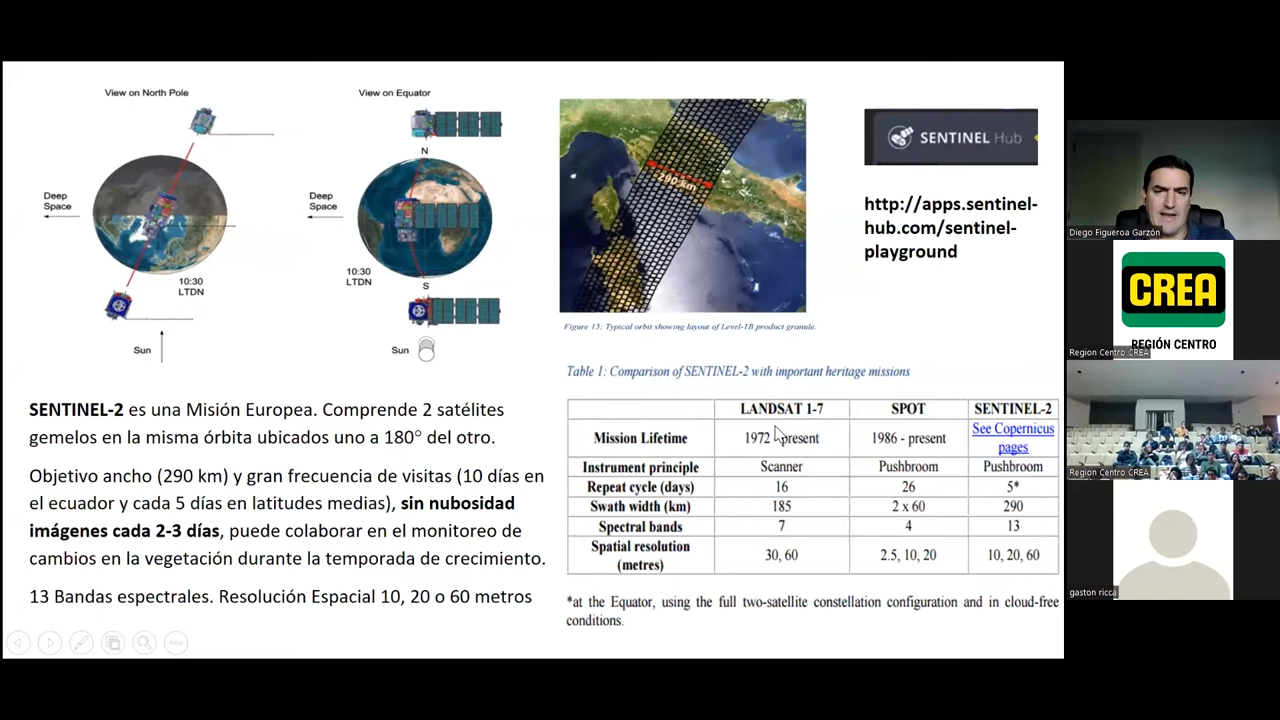 View on North Pole
View on Equator
N
Deep
Space
Deep
Space
10:30
LTDN
10:30
LTDN
S
Sun
Sun
~290 km
Figure 13: Typical orbit showing layout of Level-1B product granule.
SENTINEL Hub
http://apps.sentinel-
hub.com/sentinel-
playground
Table 1: Comparison of SENTINEL-2 with important heritage missions
LANDSAT 1-7 SPOT SENTINEL-2
Mission Lifetime 1972 - present 1986 - present See Copernicus
pages
Instrument principle Scanner Pushbroom Pushbroom
Repeat cycle (days) 16 26 5*
Swath width (km) 185 2 x 60 290
Spectral bands 7 4 13
Spatial resolution
(metres) 30, 60 2.5, 10, 20 10, 20, 60
*at the Equator, using the full two-satellite constellation configuration and in cloud-free
conditions.
SENTINEL-2 es una Misión Europea. Comprende 2 satélites
gemelos en la misma órbita ubicados uno a 180° del otro.
Objetivo ancho (290 km) y gran frecuencia de visitas (10 días en
el ecuador y cada 5 días en latitudes medias), sin nubosidad
imágenes cada 2-3 días, puede colaborar en el monitoreo de
cambios en la vegetación durante la temporada de crecimiento.
13 Bandas espectrales. Resolución Espacial 10, 20 o 60 metros
Diego Figueroa Garzón
CREA
REGIÓN CENTRO
Region Centro CREA
Region Centro CREA
gaston ricca